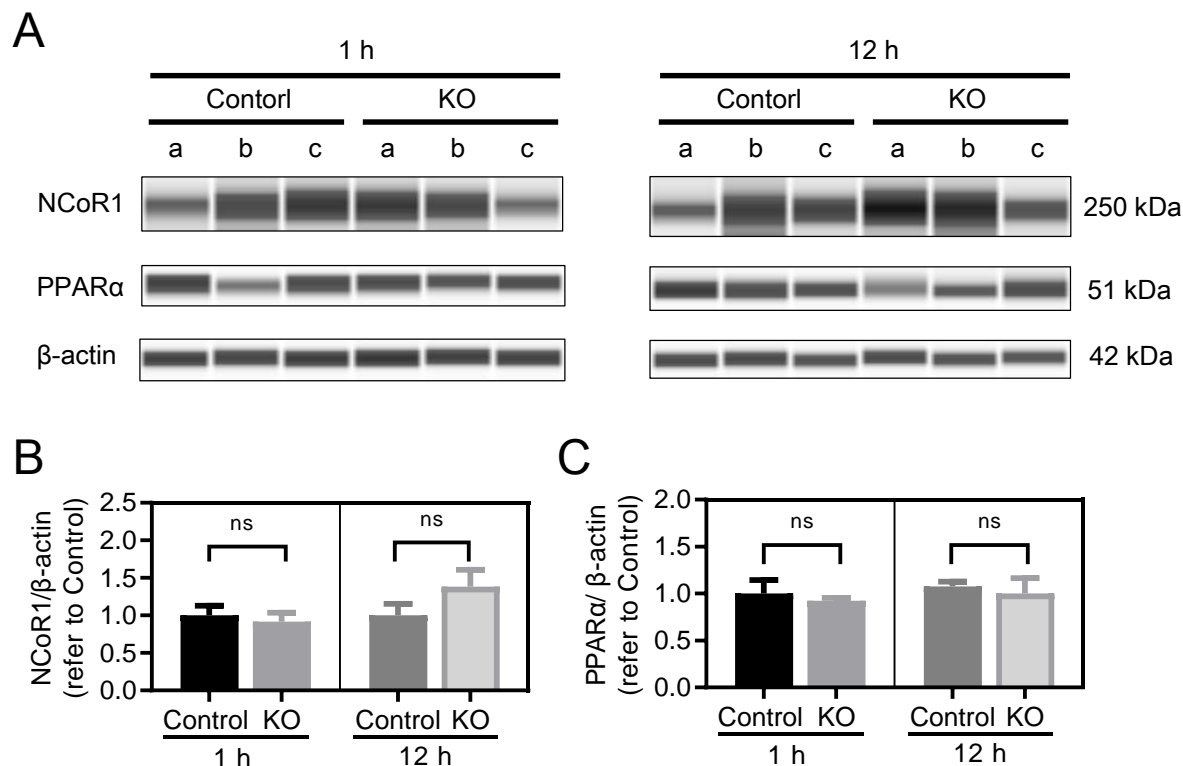 A
1 h 12 h
Contorl KO Contorl KO
a b c a b c a b c a b c
NCoR1 250 kDa
PPARα 51 kDa
β-actin 42 kDa
B
NCoR1/β-actin
(refer to Control)
2.5
2.0
1.5
1.0
0.5
0.0
ns ns
Control KO Control KO
1 h 12 h
C
PPARα/ β-actin
(refer to Control)
2.0
1.5
1.0
0.5
0.0
ns ns
Control KO Control KO
1 h 12 h